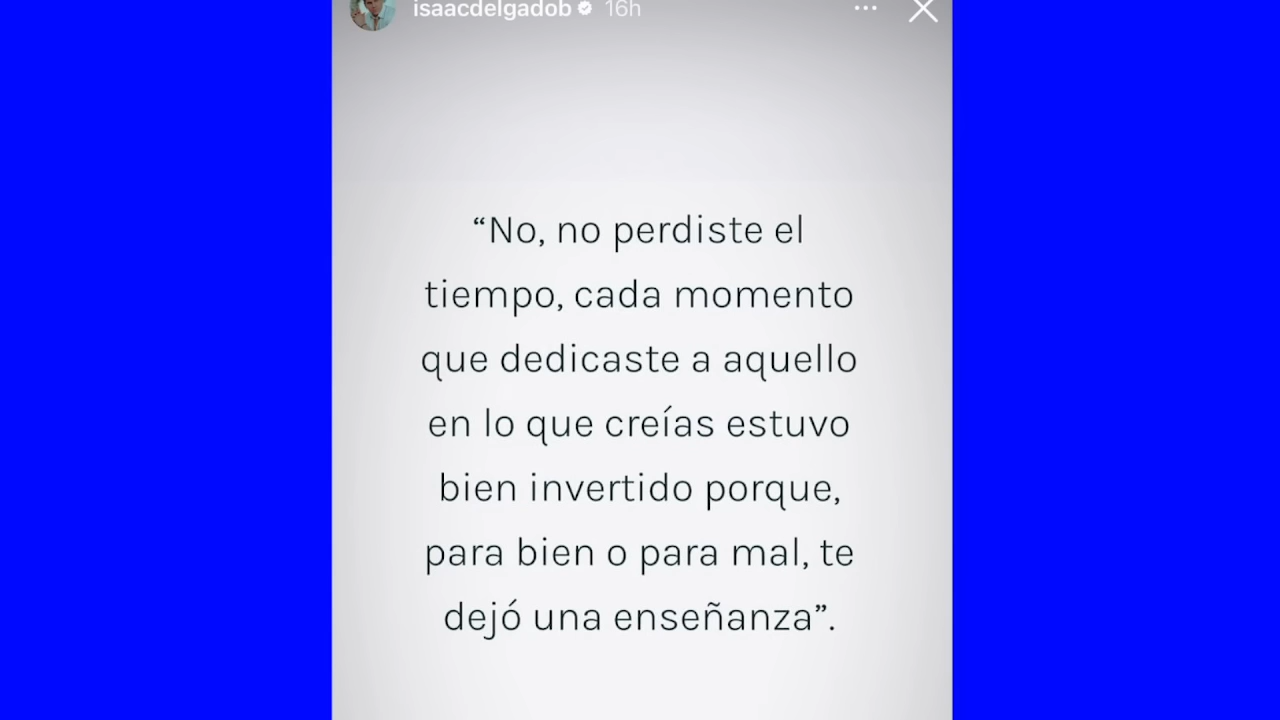 isaacdelgadob 16h
“No, no perdiste el
tiempo, cada momento
que dedicaste a aquello
en lo que creías estuvo
bien invertido porque,
para bien o para mal, te
dejó una enseñanza”.